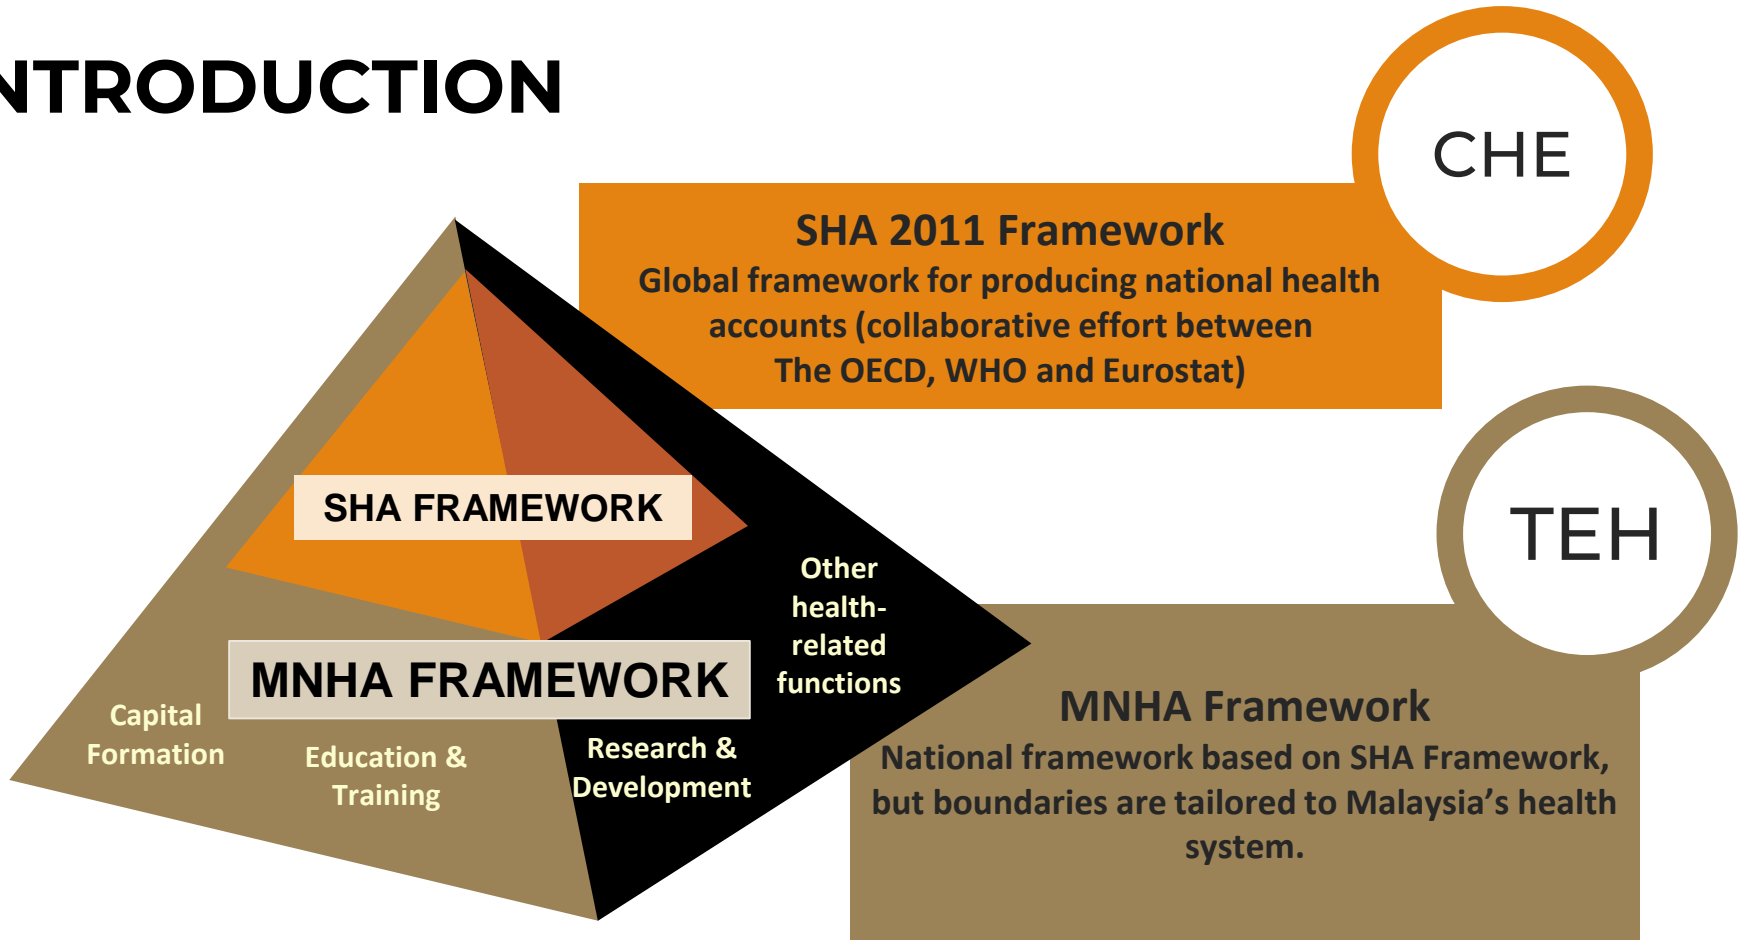 NTRODUCTION
CHE
SHA 2011 Framework
Global framework for producing national health
accounts (collaborative effort between
The OECD, WHO and Eurostat)
TEH
SHA FRAMEWORK
MNHA FRAMEWORK
Other
health-
related
functions
Capital
Formation
Education &
Training
Research &
Development
MNHA Framework
National framework based on SHA Framework,
but boundaries are tailored to Malaysia’s health
system.